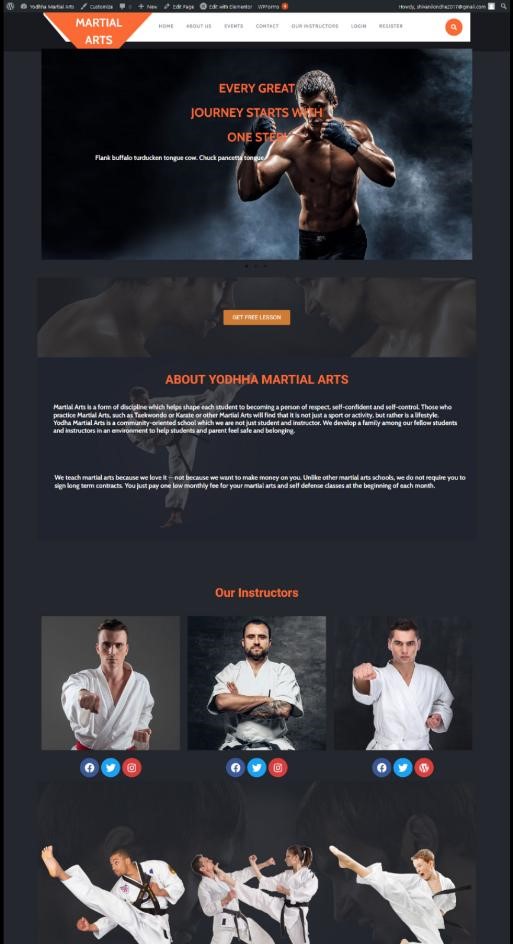 Yodhha Martial Arts Customize 0 New Edit Page Edit with Elementor WPForms 4 Howdy, shivanilondhe2017@gmail.com
MARTIAL
ARTS
HOME ABOUT US EVENTS CONTACT OUR INSTRUCTORS LOGIN REGISTER
EVERY GREAT
JOURNEY STARTS WITH
ONE STEP
Flank buffalo turducken tongue cow. Chuck pancetta tongue
GET FREE LESSON
ABOUT YODHHA MARTIAL ARTS
Martial Arts is a form of discipline which helps shape each student to becoming a person of respect, self-confident and self-control. Those who
practice Martial Arts, such as Taekwondo or Karate or other Martial Arts will find that it is not just a sport or activity, but rather is a lifestyle.
Yodha Martial Arts is a community-oriented school which we are not just student and instructor. We develop a family among our fellow students
and instructors in an environment to help students and parent feel safe and belonging.
We teach martial arts because we love it – not because we want to make money on you. Unlike other martial arts schools, we do not require you to
sign long term contracts. You just pay one low monthly fee for your martial arts and self defense classes at the beginning of each month.
Our Instructors